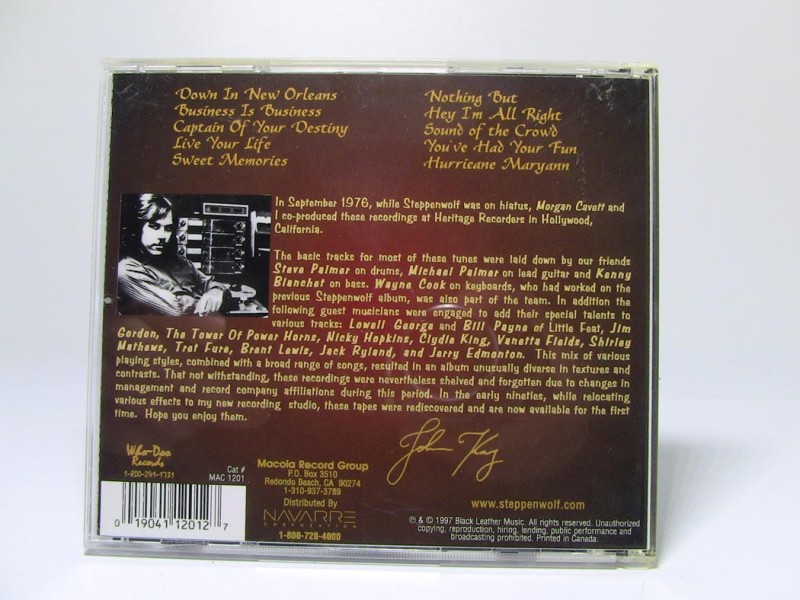 Down In New Orleans
Business Is Business
Captain Of Your Destiny
Live Your Life
Sweet Memories
Nothing But
Hey I'm All Right
Sound of the Crowd
You've Had Your Fun
Hurricane Maryann
In September 1976, while Steppenwolf was on hiatus, Morgan Cavett and
I co-produced these recordings at Heritage Recorders in Hollywood,
California.
The basic tracks for most of these tunes were laid down by our friends
Steve Palmer on drums, Michael Palmer on lead guitar and Kenny
Blanchet on bass. Wayne Cook on keyboards, who had worked on the
previous Steppenwolf album, was also part of the team. In addition the
following guest musicians were engaged to add their special talents to
various tracks: Lowell George and Bill Payne of Little Feat, Jim
Gordon, The Tower Of Power Horns, Nicky Hopkins, Clydie King, Vanetta Fields, Shirley
Mathews, Tret Fure, Brent Lewis, Jack Ryland, and Jerry Edmonton. This mix of various
playing styles, combined with a broad range of songs, resulted in an album unusually diverse in textures and
contrasts. That not withstanding, these recordings were nevertheless shelved and forgotten due to changes in
management and record company affiliations during this period. In the early nineties, while relocating
various effects to my new recording studio, these tapes were rediscovered and are now available for the first
time. Hope you enjoy them.
John Kay
Who-Doo
Records
1-800-291-1731
Cat #
MAC 1201
0 19041 12012 7
Macola Record Group
P.O. Box 3510
Redondo Beach, CA 90274
1-310-937-3789
Distributed By
NAVARRE
CORPORATION
1-800-728-4000
www.steppenwolf.com
℗ & © 1997 Black Leather Music. All rights reserved. Unauthorized
copying, reproduction, hiring, lending, public performance and
broadcasting prohibited. Printed in Canada.